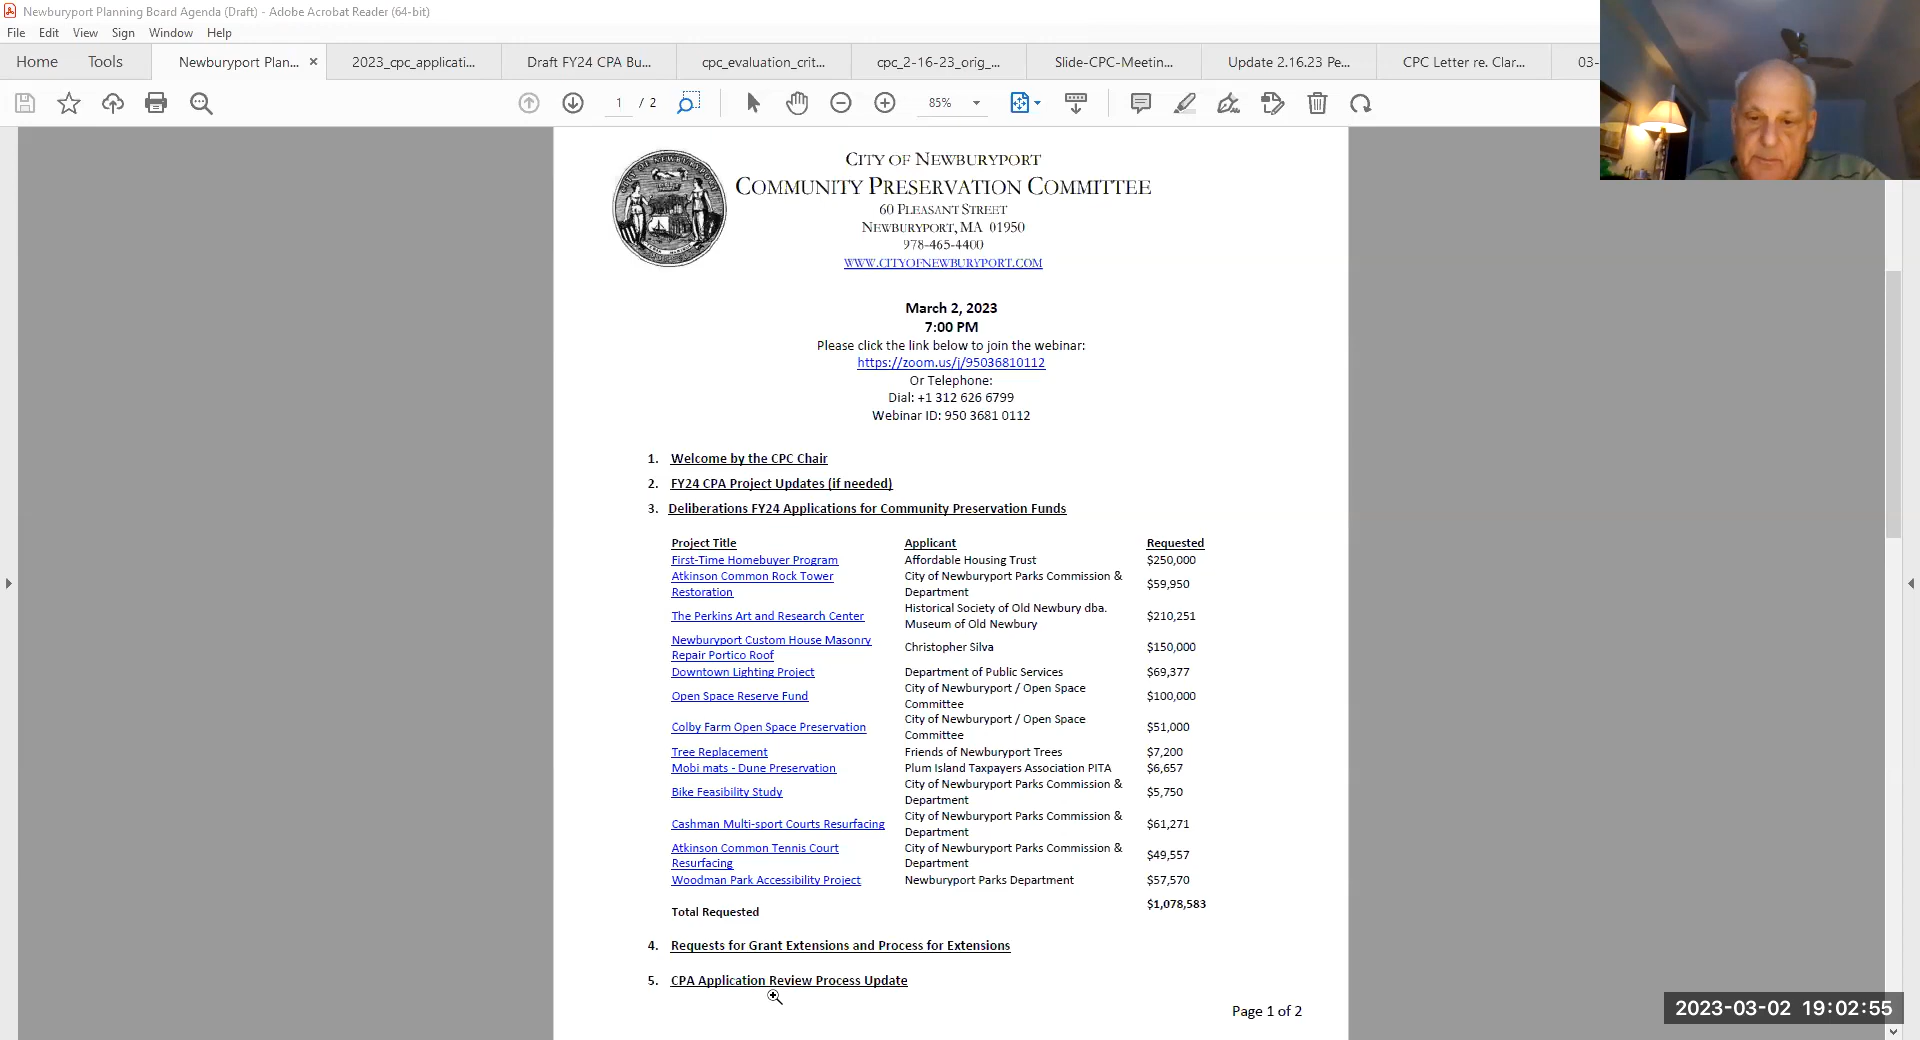 Newburyport Planning Board Agenda (Draft) - Adobe Acrobat Reader (64-bit)
File Edit View Sign Window Help
Home Tools Newburyport Plan... × 2023_cpc_applicati... Draft FY24 CPA Bu... cpc_evaluation_crit... cpc_2-16-23_orig_... Slide-CPC-Meetin... Update 2.16.23 Pe... CPC Letter re. Clar... 03-
1 / 2 85%
CITY OF NEWBURYPORT
COMMUNITY PRESERVATION COMMITTEE
60 PLEASANT STREET
NEWBURYPORT, MA 01950
978-465-4400
WWW.CITYOFNEWBURYPORT.COM
March 2, 2023
7:00 PM
Please click the link below to join the webinar:
https://zoom.us/j/95036810112
Or Telephone:
Dial: +1 312 626 6799
Webinar ID: 950 3681 0112
1. Welcome by the CPC Chair
2. FY24 CPA Project Updates (if needed)
3. Deliberations FY24 Applications for Community Preservation Funds
Project Title Applicant Requested
First-Time Homebuyer Program Affordable Housing Trust $250,000
Atkinson Common Rock Tower City of Newburyport Parks Commission &
Restoration Department $59,950
The Perkins Art and Research Center Historical Society of Old Newbury dba.
Museum of Old Newbury $210,251
Newburyport Custom House Masonry
Repair Portico Roof Christopher Silva $150,000
Downtown Lighting Project Department of Public Services $69,377
Open Space Reserve Fund City of Newburyport / Open Space
Committee $100,000
Colby Farm Open Space Preservation City of Newburyport / Open Space
Committee $51,000
Tree Replacement Friends of Newburyport Trees $7,200
Mobi mats - Dune Preservation Plum Island Taxpayers Association PITA $6,657
Bike Feasibility Study City of Newburyport Parks Commission &
Department $5,750
Cashman Multi-sport Courts Resurfacing City of Newburyport Parks Commission &
Department $61,271
Atkinson Common Tennis Court City of Newburyport Parks Commission &
Resurfacing Department $49,557
Woodman Park Accessibility Project Newburyport Parks Department $57,570
Total Requested $1,078,583
4. Requests for Grant Extensions and Process for Extensions
5. CPA Application Review Process Update
Page 1 of 2
2023-03-02 19:02:55